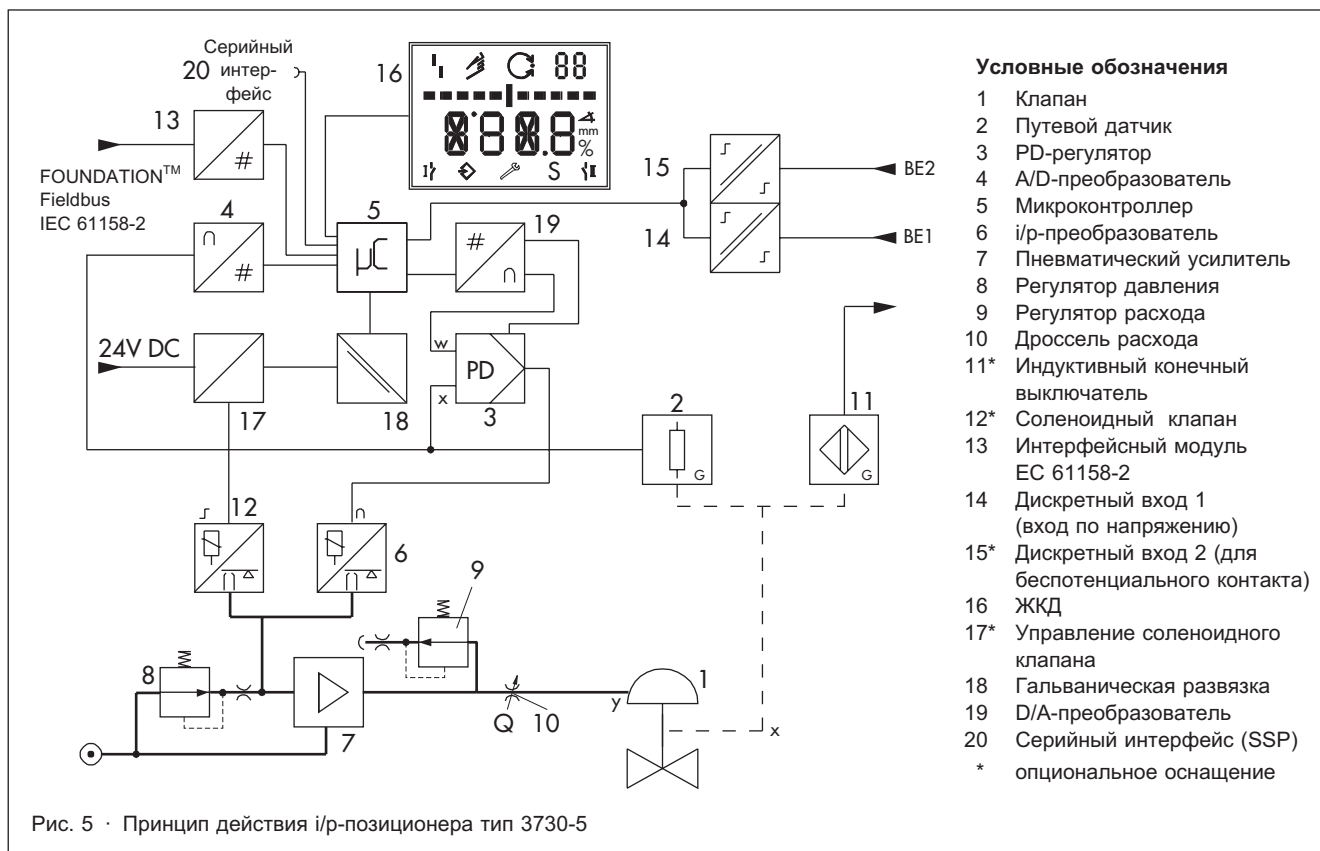 Серийный
20 интер-
фейс
16
88
8.8.8.8
mm
%
S
13
#
FOUNDATION™
Fieldbus
IEC 61158-2
4
∩
#
5
µC
19
#
∩
15
BE2
14
BE1
24V DC
17
18
w
PD
x
3
2
G
11
G
12
6
∩
9
8
7
Q
10
y
1
x
Условные обозначения
1 Клапан
2 Путевой датчик
3 PD-регулятор
4 A/D-преобразователь
5 Микроконтроллер
6 i/p-преобразователь
7 Пневматический усилитель
8 Регулятор давления
9 Регулятор расхода
10 Дроссель расхода
11* Индуктивный конечный
выключатель
12* Соленоидный клапан
13 Интерфейсный модуль
EC 61158-2
14 Дискретный вход 1
(вход по напряжению)
15* Дискретный вход 2 (для
беспотенциального контакта)
16 ЖКД
17* Управление соленоидного
клапана
18 Гальваническая развязка
19 D/A-преобразователь
20 Серийный интерфейс (SSP)
* опциональное оснащение
Рис. 5 · Принцип действия i/p-позиционера тип 3730-5